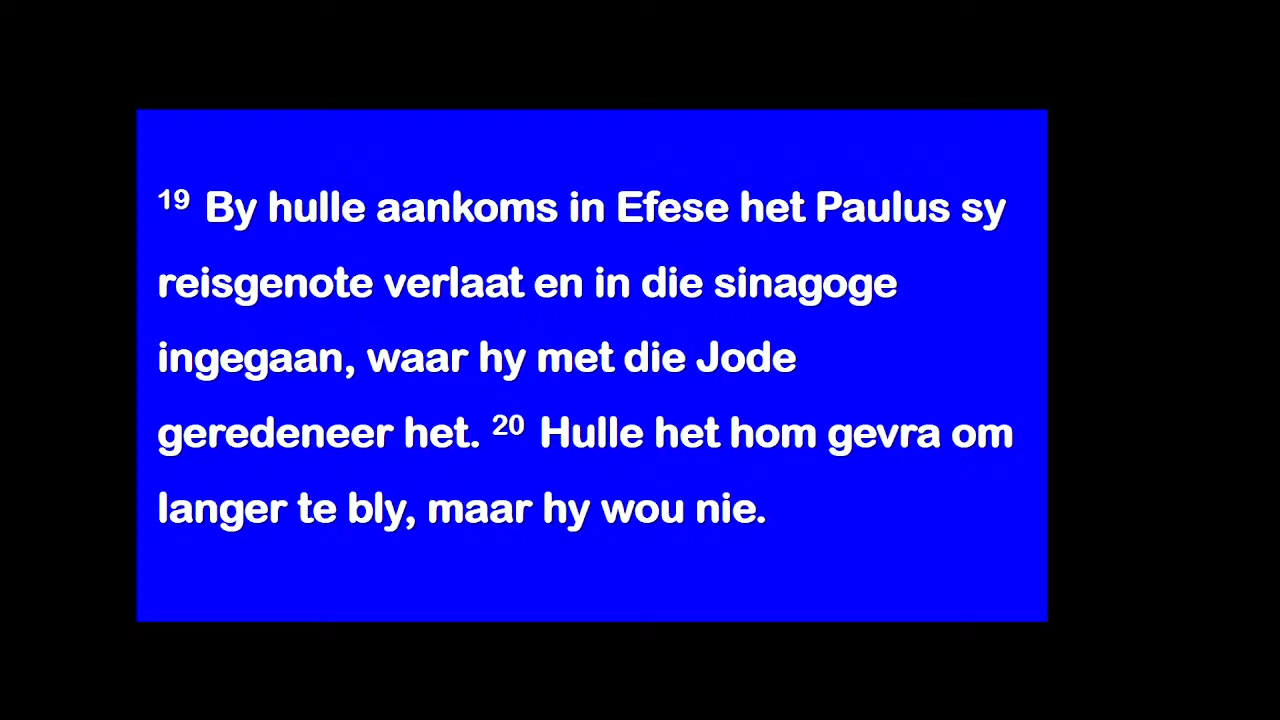 19 By hulle aankoms in Efese het Paulus sy
reisgenote verlaat en in die sinagoge
ingegaan, waar hy met die Jode
geredeneer het. 20 Hulle het hom gevra om
langer te bly, maar hy wou nie.